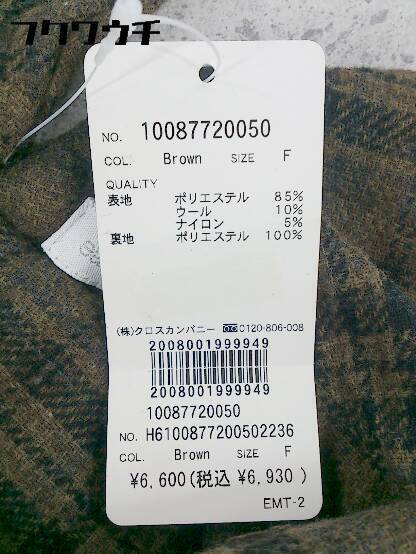 フクウウチ
NO. 10087720050
COL. Brown SIZE F
QUALITY
表地 ポリエステル 85%
ウール 10%
ナイロン 5%
裏地 ポリエステル 100%
(株)クロスカンパニー 0120-806-008
2008001999949
2008001999949
10087720050
NO. H6100877200502236
COL. Brown SIZE F
¥6,600(税込 ¥6,930 )
EMT-2